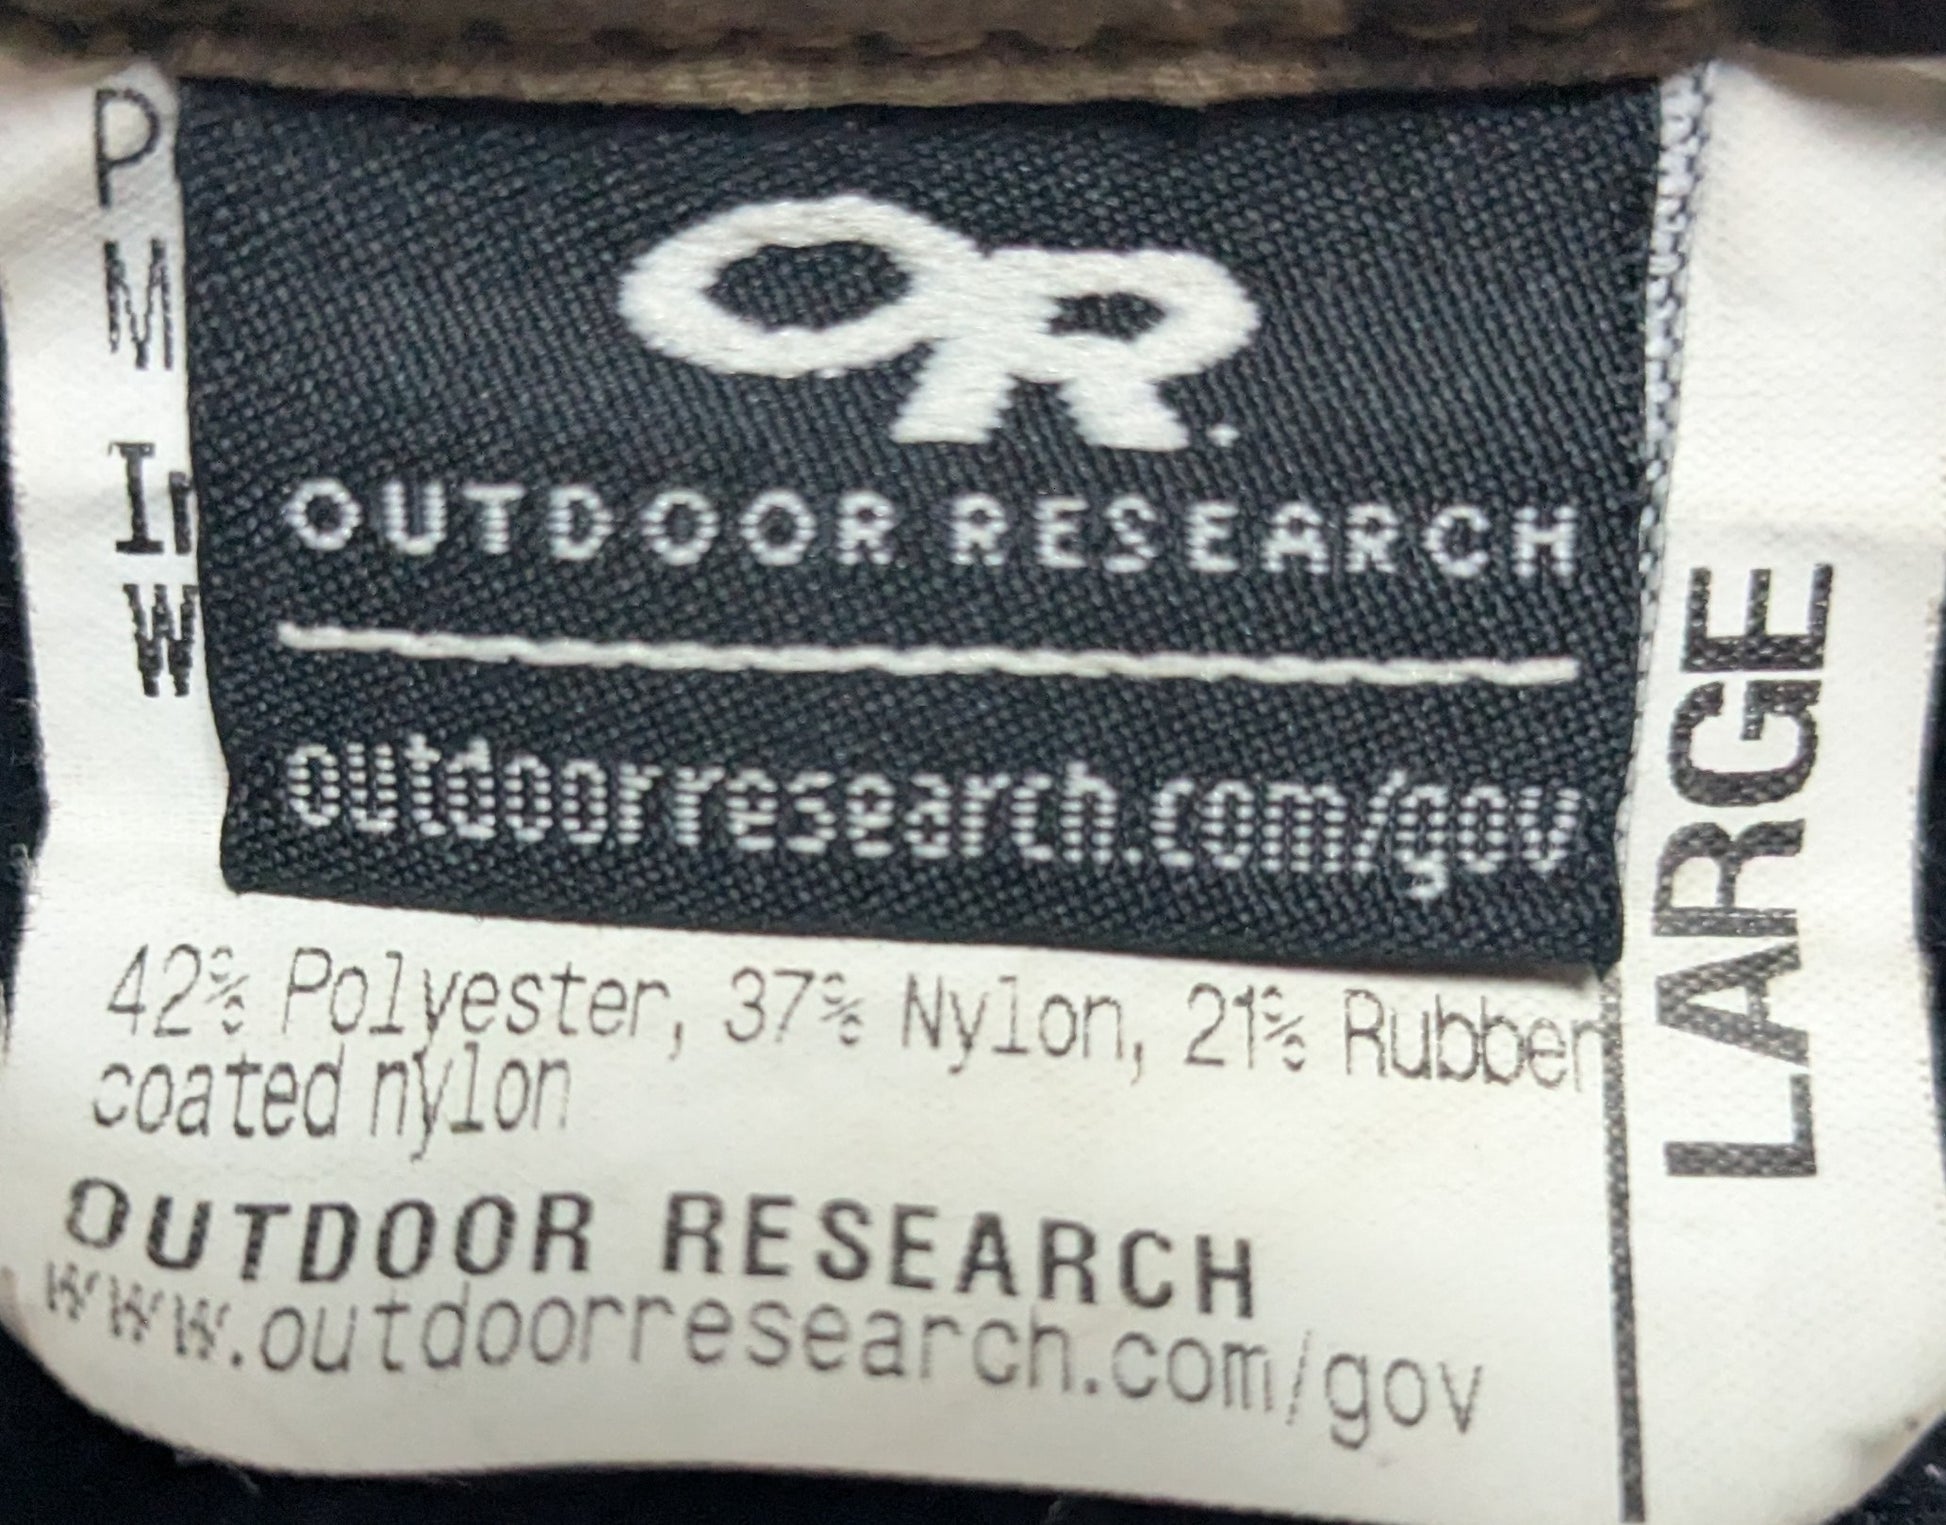 P
M
In
W
OR
OUTDOOR RESEARCH
outdoorresearch.com/gov
42% Polyester, 37% Nylon, 21% Rubber
coated nylon
OUTDOOR RESEARCH
www.outdoorresearch.com/gov
LARGE